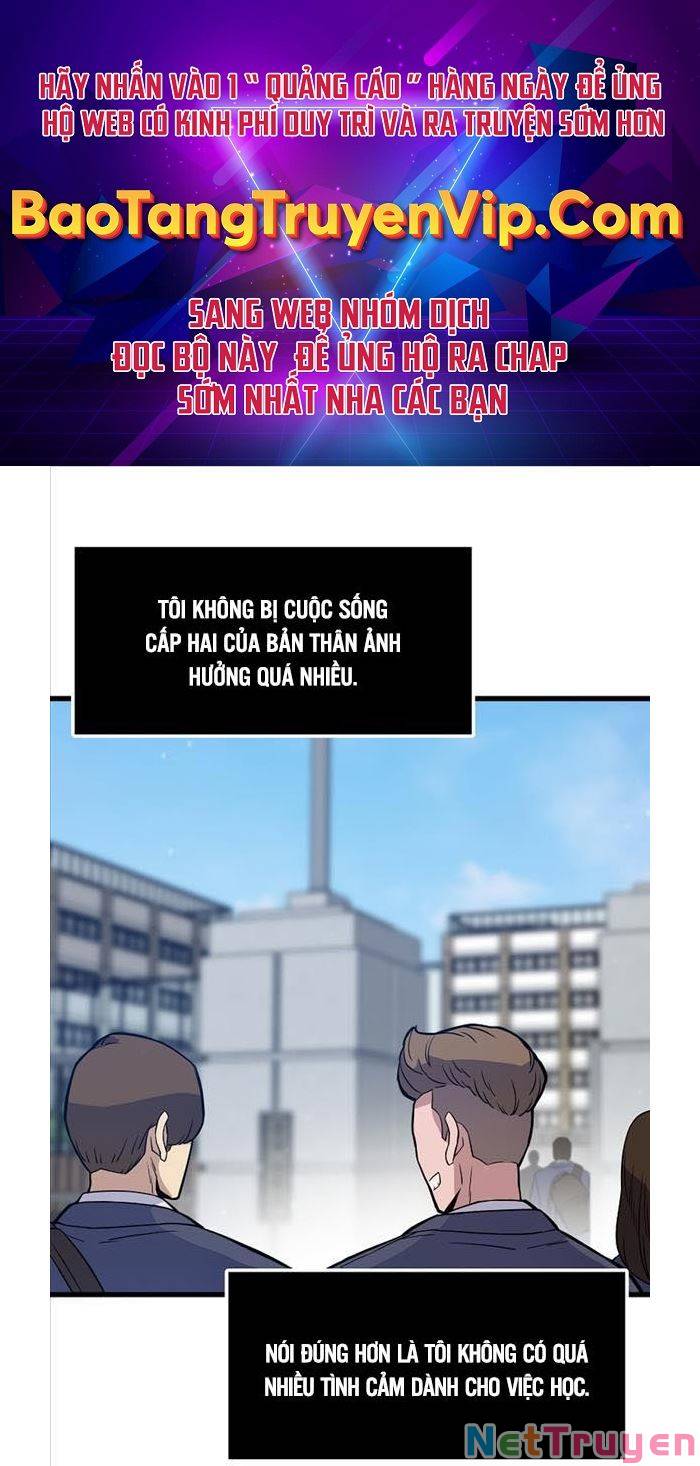 HÃY NHẤN VÀO 1 “ QUẢNG CÁO ” HÀNG NGÀY ĐỂ ỦNG
HỘ WEB CÓ KINH PHÍ DUY TRÌ VÀ RA TRUYỆN SỚM HƠN
BaoTangTruyenVip.Com
SANG WEB NHÓM DỊCH
ĐỌC BỘ NÀY ĐỂ ỦNG HỘ RA CHAP
SỚM NHẤT NHA CÁC BẠN
TÔI KHÔNG BỊ CUỘC SỐNG
CẤP HAI CỦA BẢN THÂN ẢNH
HƯỞNG QUÁ NHIỀU.
NÓI ĐÚNG HƠN LÀ TÔI KHÔNG CÓ QUÁ
NHIỀU TÌNH CẢM DÀNH CHO VIỆC HỌC.
NetTruyen